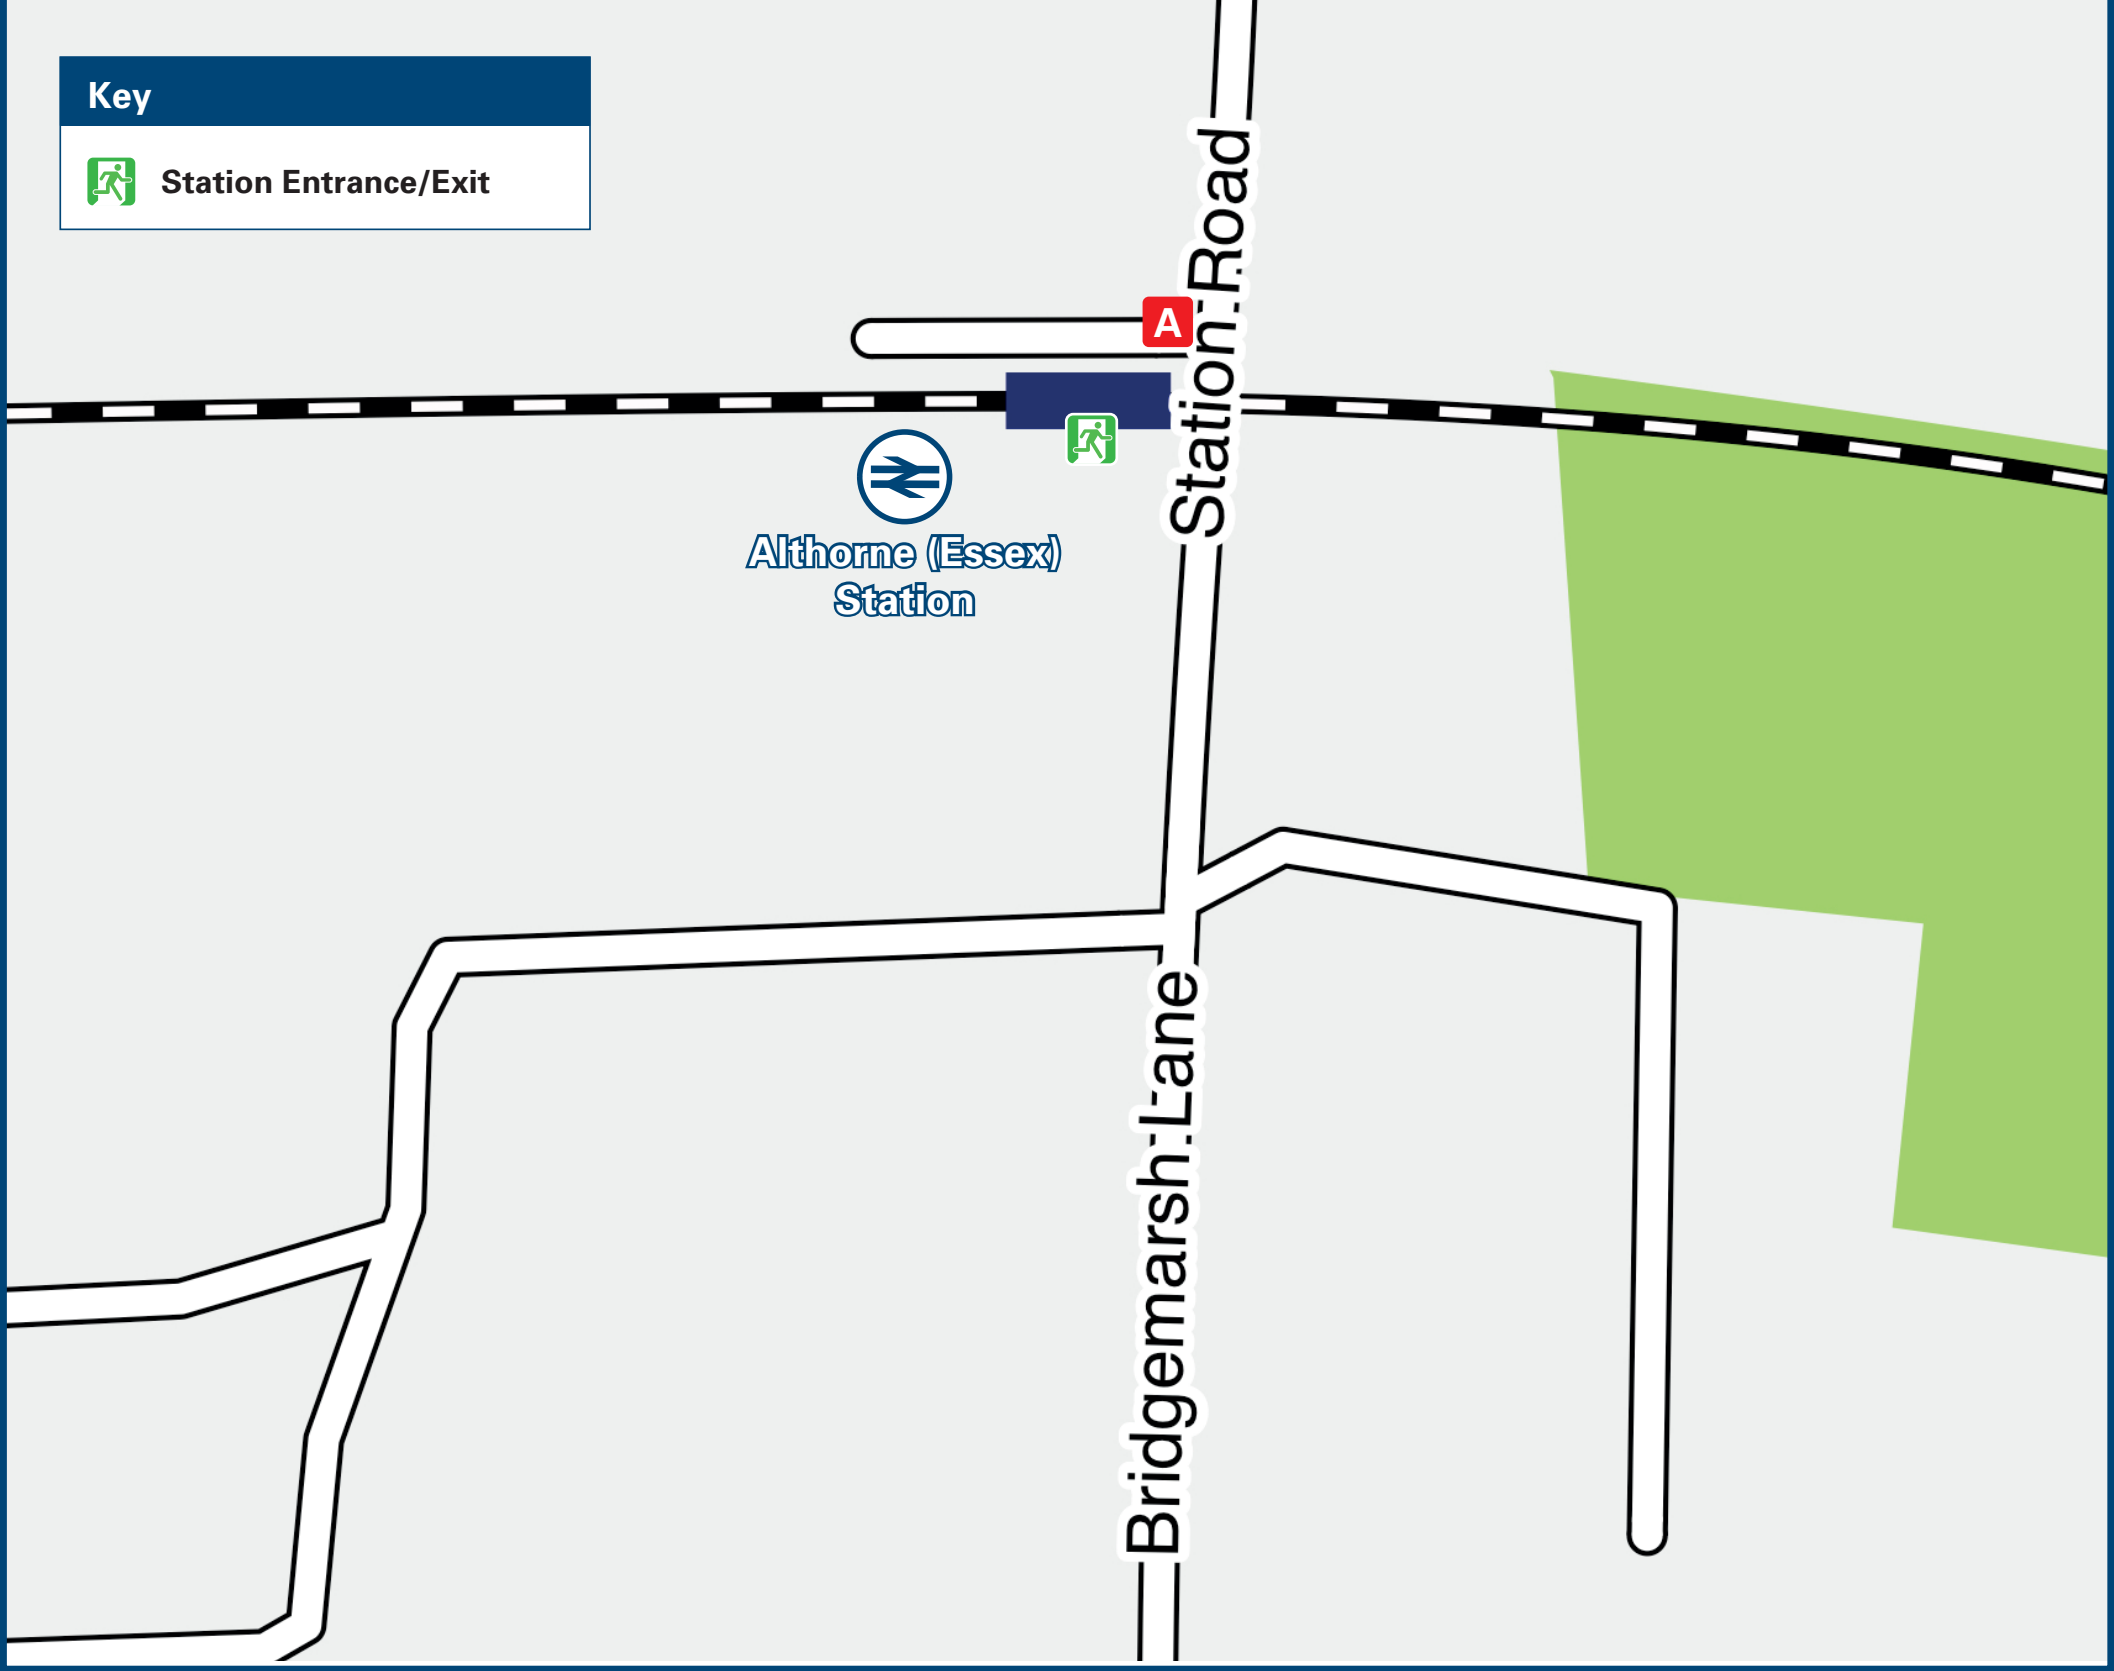 Key
Station Entrance/Exit
Station Road
A
Althorne (Essex)
Station
Bridgemarsh Lane